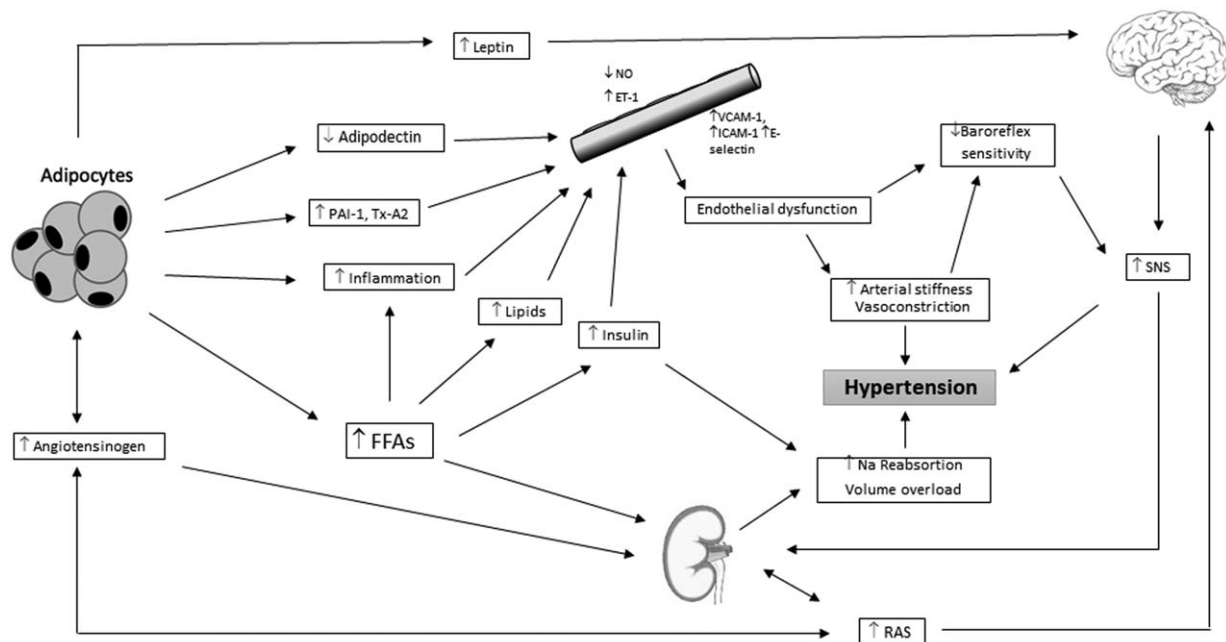 ↑ Leptin
↓ NO
↑ ET-1
↑VCAM-1,
↑ICAM-1 ↑E-
selectin
↓ Adipodectin
↓Baroreflex
sensitivity
Adipocytes
↑ PAI-1, Tx-A2
Endothelial dysfunction
↑ Inflammation
↑ SNS
↑ Arterial stiffness
Vasoconstriction
↑ Lipids
↑ Insulin
Hypertension
↑ Angiotensinogen
↑ FFAs
↑ Na Reabsortion
Volume overload
↑ RAS